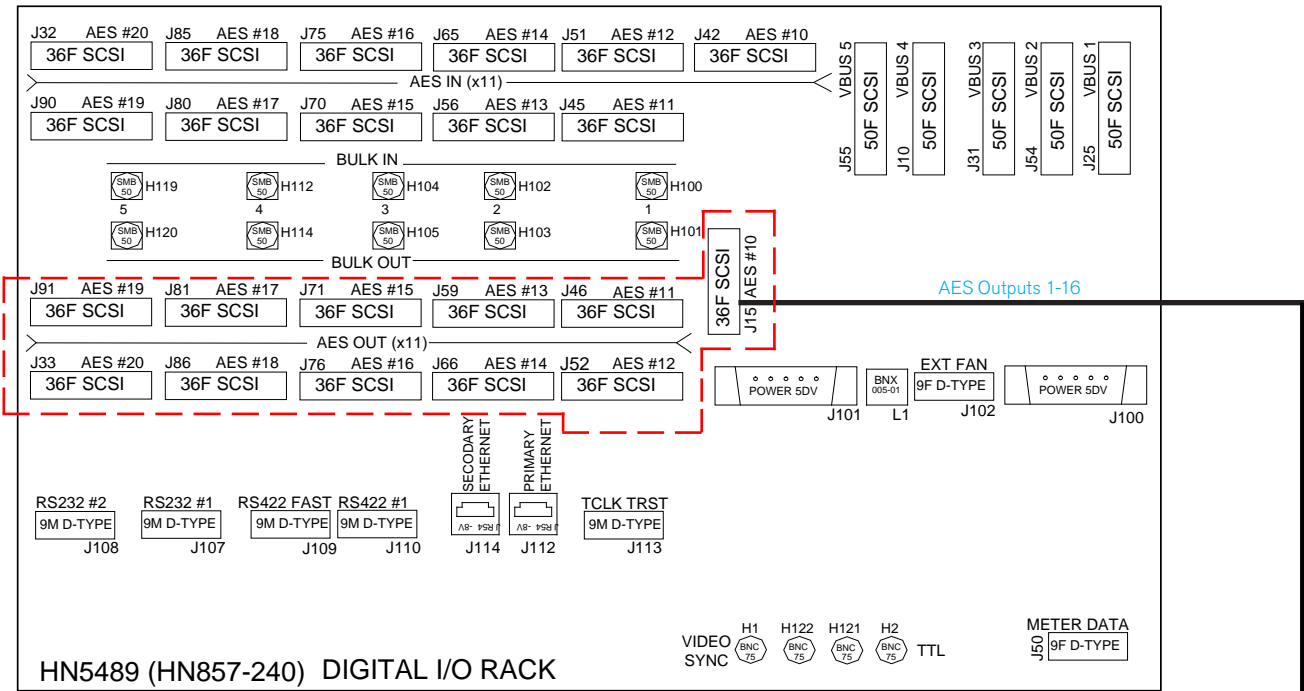 J32 AES #20 J85 AES #18 J75 AES #16 J65 AES #14 J51 AES #12 J42 AES #10
36F SCSI 36F SCSI 36F SCSI 36F SCSI 36F SCSI 36F SCSI
AES IN (x11)
J90 AES #19 J80 AES #17 J70 AES #15 J56 AES #13 J45 AES #11
36F SCSI 36F SCSI 36F SCSI 36F SCSI 36F SCSI
J55 VBUS 5
50F SCSI
J10 VBUS 4
50F SCSI
J31 VBUS 3
50F SCSI
J54 VBUS 2
50F SCSI
J25 VBUS 1
50F SCSI
BULK IN
SMB 50 H119 SMB 50 H112 SMB 50 H104 SMB 50 H102 SMB 50 H100
5 4 3 2 1
SMB 50 H120 SMB 50 H114 SMB 50 H105 SMB 50 H103 SMB 50 H101
BULK OUT
36F SCSI
J15 AES #10
AES Outputs 1-16
J91 AES #19 J81 AES #17 J71 AES #15 J59 AES #13 J46 AES #11
36F SCSI 36F SCSI 36F SCSI 36F SCSI 36F SCSI
AES OUT (x11)
J33 AES #20 J86 AES #18 J76 AES #16 J66 AES #14 J52 AES #12
36F SCSI 36F SCSI 36F SCSI 36F SCSI 36F SCSI
POWER 5DV
J101
BNX
005-01
L1
EXT FAN
9F D-TYPE
J102
POWER 5DV
J100
SECODARY
ETHERNET
PRIMARY
ETHERNET
RS232 #2 RS232 #1 RS422 FAST RS422 #1 TCLK TRST
9M D-TYPE 9M D-TYPE 9M D-TYPE 9M D-TYPE J R54 -8V J R54 -8V 9M D-TYPE
J108 J107 J109 J110 J114 J112 J113
H1 H122 H121 H2
VIDEO
SYNC
BNC 75 BNC 75 BNC 75 BNC 75 TTL
METER DATA
J50 9F D-TYPE
HN5489 (HN857-240) DIGITAL I/O RACK